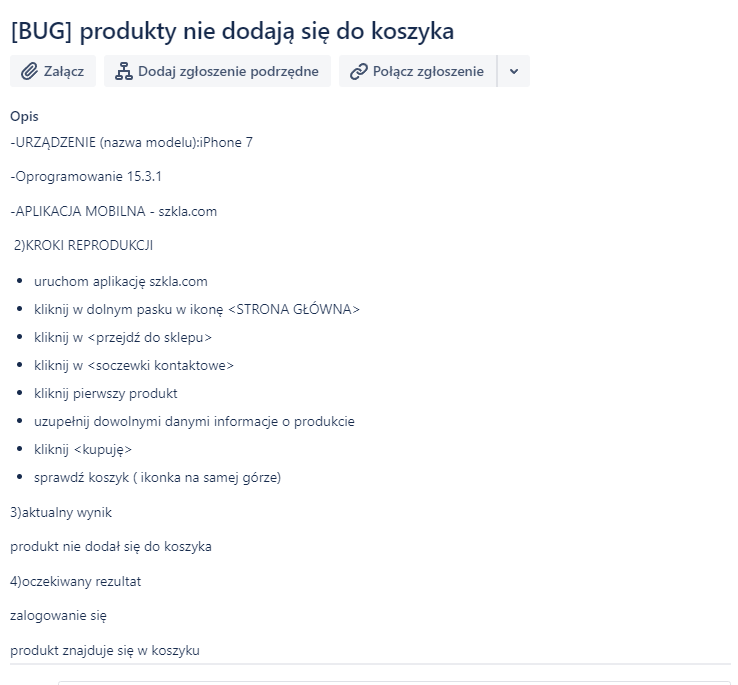 [BUG] produkty nie dodają się do koszyka
Załącz
Dodaj zgłoszenie podrzędne
Połącz zgłoszenie
Opis
-URZĄDZENIE (nazwa modelu):iPhone 7
-Oprogramowanie 15.3.1
-APLIKACJA MOBILNA - szkla.com
2)KROKI REPRODUKCJI
• uruchom aplikację szkla.com
• kliknij w dolnym pasku w ikonę <STRONA GŁÓWNA>
• kliknij w <przejdź do sklepu>
• kliknij w <soczewki kontaktowe>
• kliknij pierwszy produkt
• uzupełnij dowolnymi danymi informacje o produkcie
• kliknij <kupuję>
• sprawdź koszyk ( ikonka na samej górze)
3)aktualny wynik
produkt nie dodał się do koszyka
4)oczekiwany rezultat
zalogowanie się
produkt znajduje się w koszyku